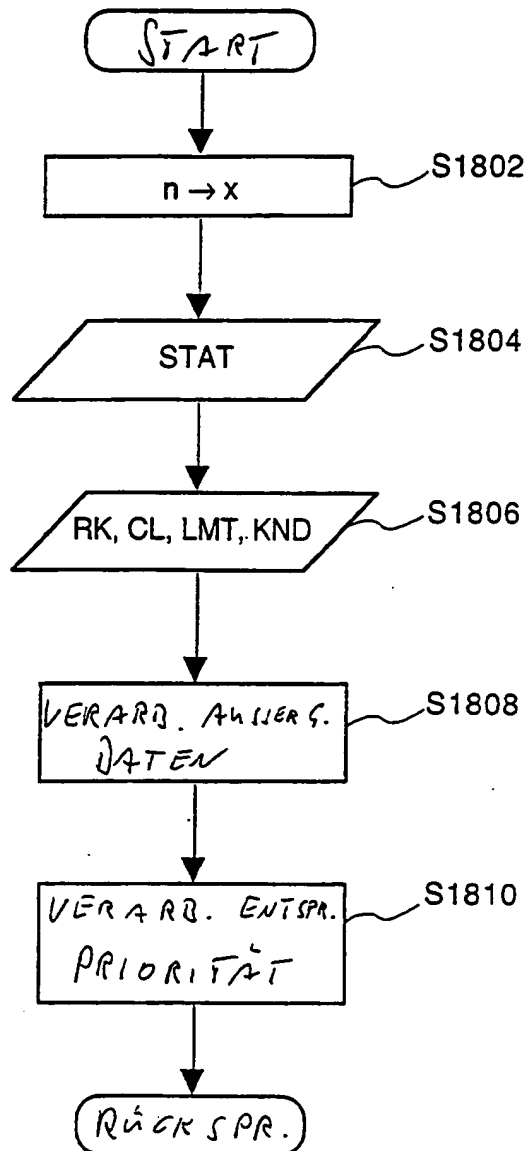 START
n → x
S1802
STAT
S1804
RK, CL, LMT, KND
S1806
VERARB. AUSSERG.
DATEN
S1808
VERARB. ENTSPR.
PRIORITÄT
S1810
RÜCKSPR.